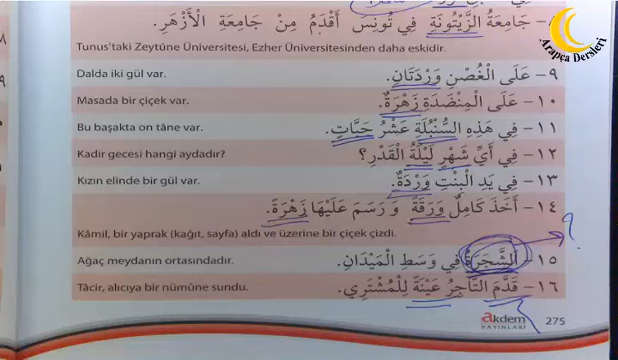 ٨- جَامِعَةُ الزَّيْتُونَةِ فِي تُونِسَ أَقْدَمُ مِنْ جَامِعَةِ الْأَزْهَرِ.
Tunus'taki Zeytûne Üniversitesi, Ezher Üniversitesinden daha eskidir.
Arapça Dersleri
Dalda iki gül var. ٩- عَلَى الْغُصْنِ وَرْدَتَانِ.
Masada bir çiçek var. ١٠- عَلَى الْمِنْضَدَةِ زَهْرَةٌ.
Bu başakta on tâne var. ١١- فِي هَذِهِ السُّنْبُلَةِ عَشْرُ حَبَّاتٍ.
Kadir gecesi hangi aydadır? ١٢- فِي أَيِّ شَهْرٍ لَيْلَةُ الْقَدْرِ؟
Kızın elinde bir gül var. ١٣- فِي يَدِ الْبِنْتِ وَرْدَةٌ.
١٤- أَخَذَ كَامِلٌ وَرَقَةً وَ رَسَمَ عَلَيْهَا زَهْرَةً.
Kâmil, bir yaprak (kağıt, sayfa) aldı ve üzerine bir çiçek çizdi.
?
Ağaç meydanın ortasındadır. ١٥- الشَّجَرَةُ فِي وَسَطِ الْمَيْدَانِ.
Tâcir, alıcıya bir nümûne sundu. ١٦- قَدَّمَ التَّاجِرُ عَيِّنَةً لِلْمُشْتَرِي.
akdem
YAYINLARI
275